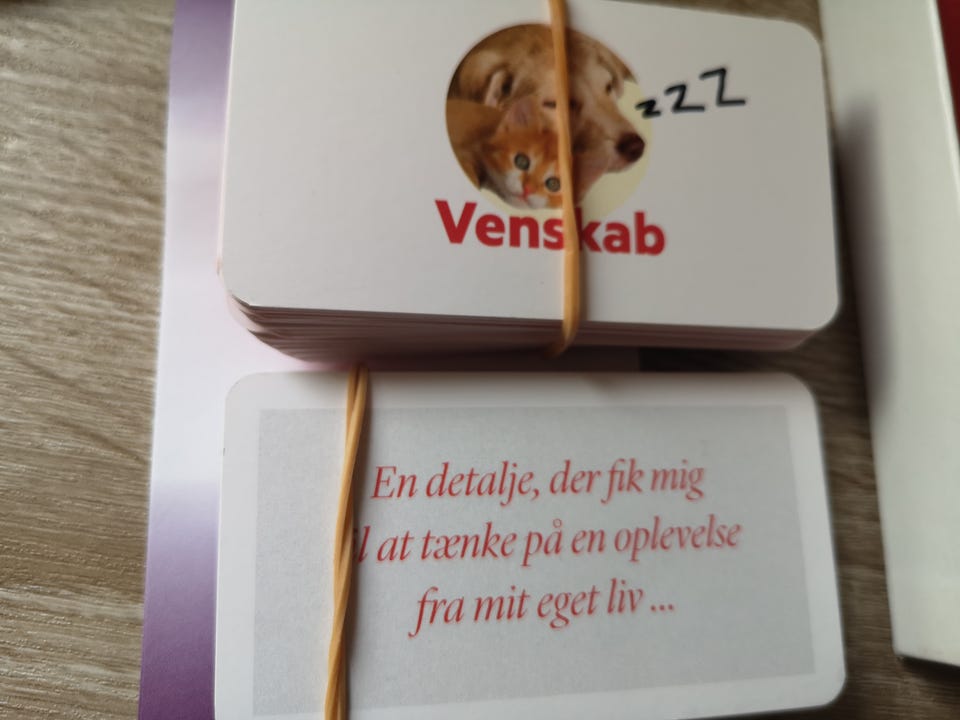 zzz
Venskab
En detalje, der fik mig
at tænke på en oplevelse
fra mit eget liv ...